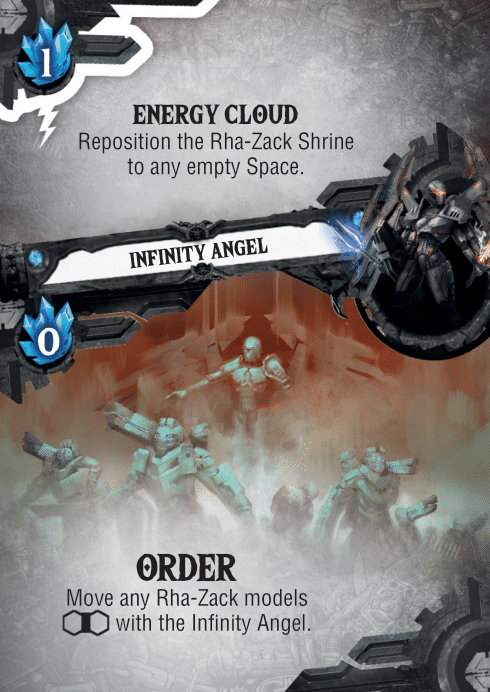 1
ENERGY CLOUD
Reposition the Rha-Zack Shrine
to any empty Space.
INFINITY ANGEL
0
ORDER
Move any Rha-Zack models
with the Infinity Angel.